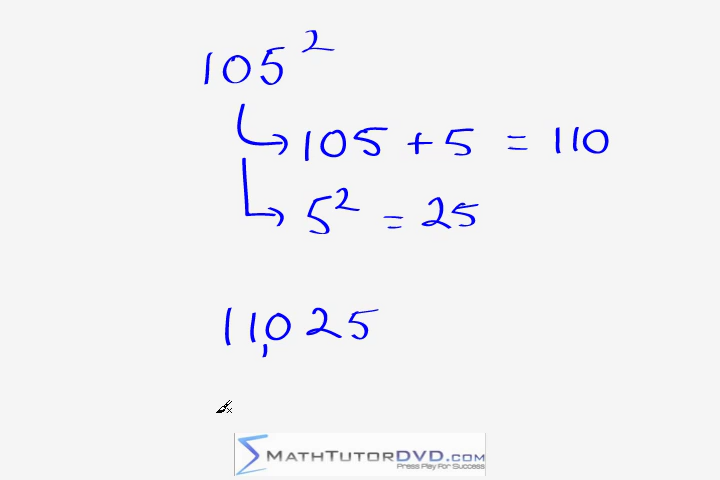 105²
105 + 5 = 110
5² = 25
11,025
MATHTUTORDVD.COM
Press Play For Success